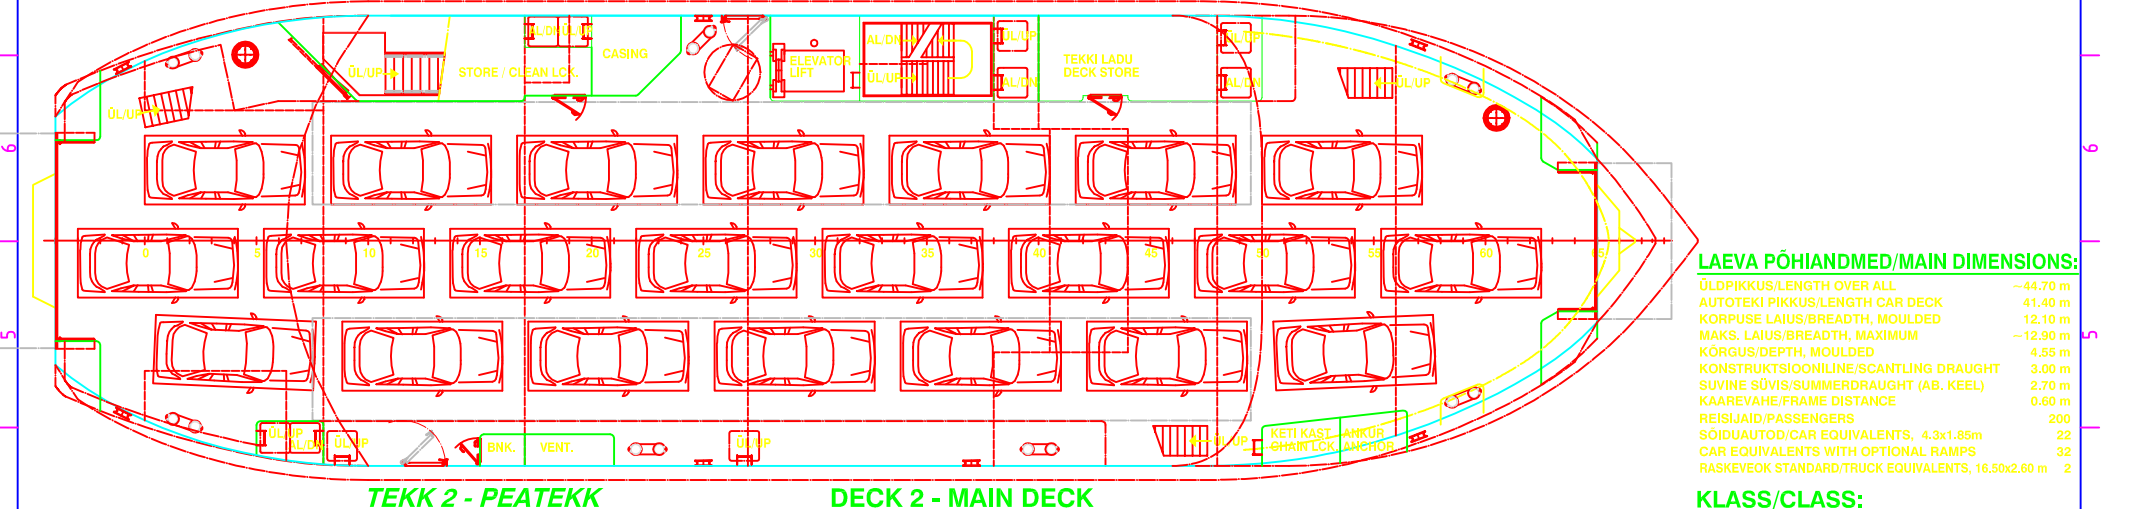 CASING
STORE / CLEAN LCK.
ÜL/UP
ÜL/UP
AL/DN
ÜL/UP
ELEVATOR
LIFT
AL/DN
ÜL/UP
ÜL/UP
AL/DN
TEKKI LADU
DECK STORE
ÜL/UP
AL/DN
ÜL/UP
6
6
0 5 10 15 20 25 30 35 40 45 50 55 60 65
5
5
ÜL/UP
AL/DN
ÜL/UP
BNK.
VENT.
ÜL/UP
ÜL/UP
KETI KAST
CHAIN LCK.
ANKUR
ANCHOR
TEKK 2 - PEATEKK
DECK 2 - MAIN DECK
LAEVA PÕHIANDMED/MAIN DIMENSIONS:
ÜLDPIKKUS/LENGTH OVER ALL ~44.70 m
AUTOTEKI PIKKUS/LENGTH CAR DECK 41.40 m
KORPUSE LAIUS/BREADTH, MOULDED 12.10 m
MAKS. LAIUS/BREADTH, MAXIMUM ~12.90 m
KÕRGUS/DEPTH, MOULDED 4.55 m
KONSTRUKTSIOONILINE/SCANTLING DRAUGHT 3.00 m
SUVINE SÜVIS/SUMMERDRAUGHT (AB. KEEL) 2.70 m
KAAREVAHE/FRAME DISTANCE 0.60 m
REISIJAID/PASSENGERS 200
SÕIDUAUTOD/CAR EQUIVALENTS, 4.3x1.85m 22
CAR EQUIVALENTS WITH OPTIONAL RAMPS 32
RASKEVEOK STANDARD/TRUCK EQUIVALENTS, 16.50x2.60 m 2
KLASS/CLASS: